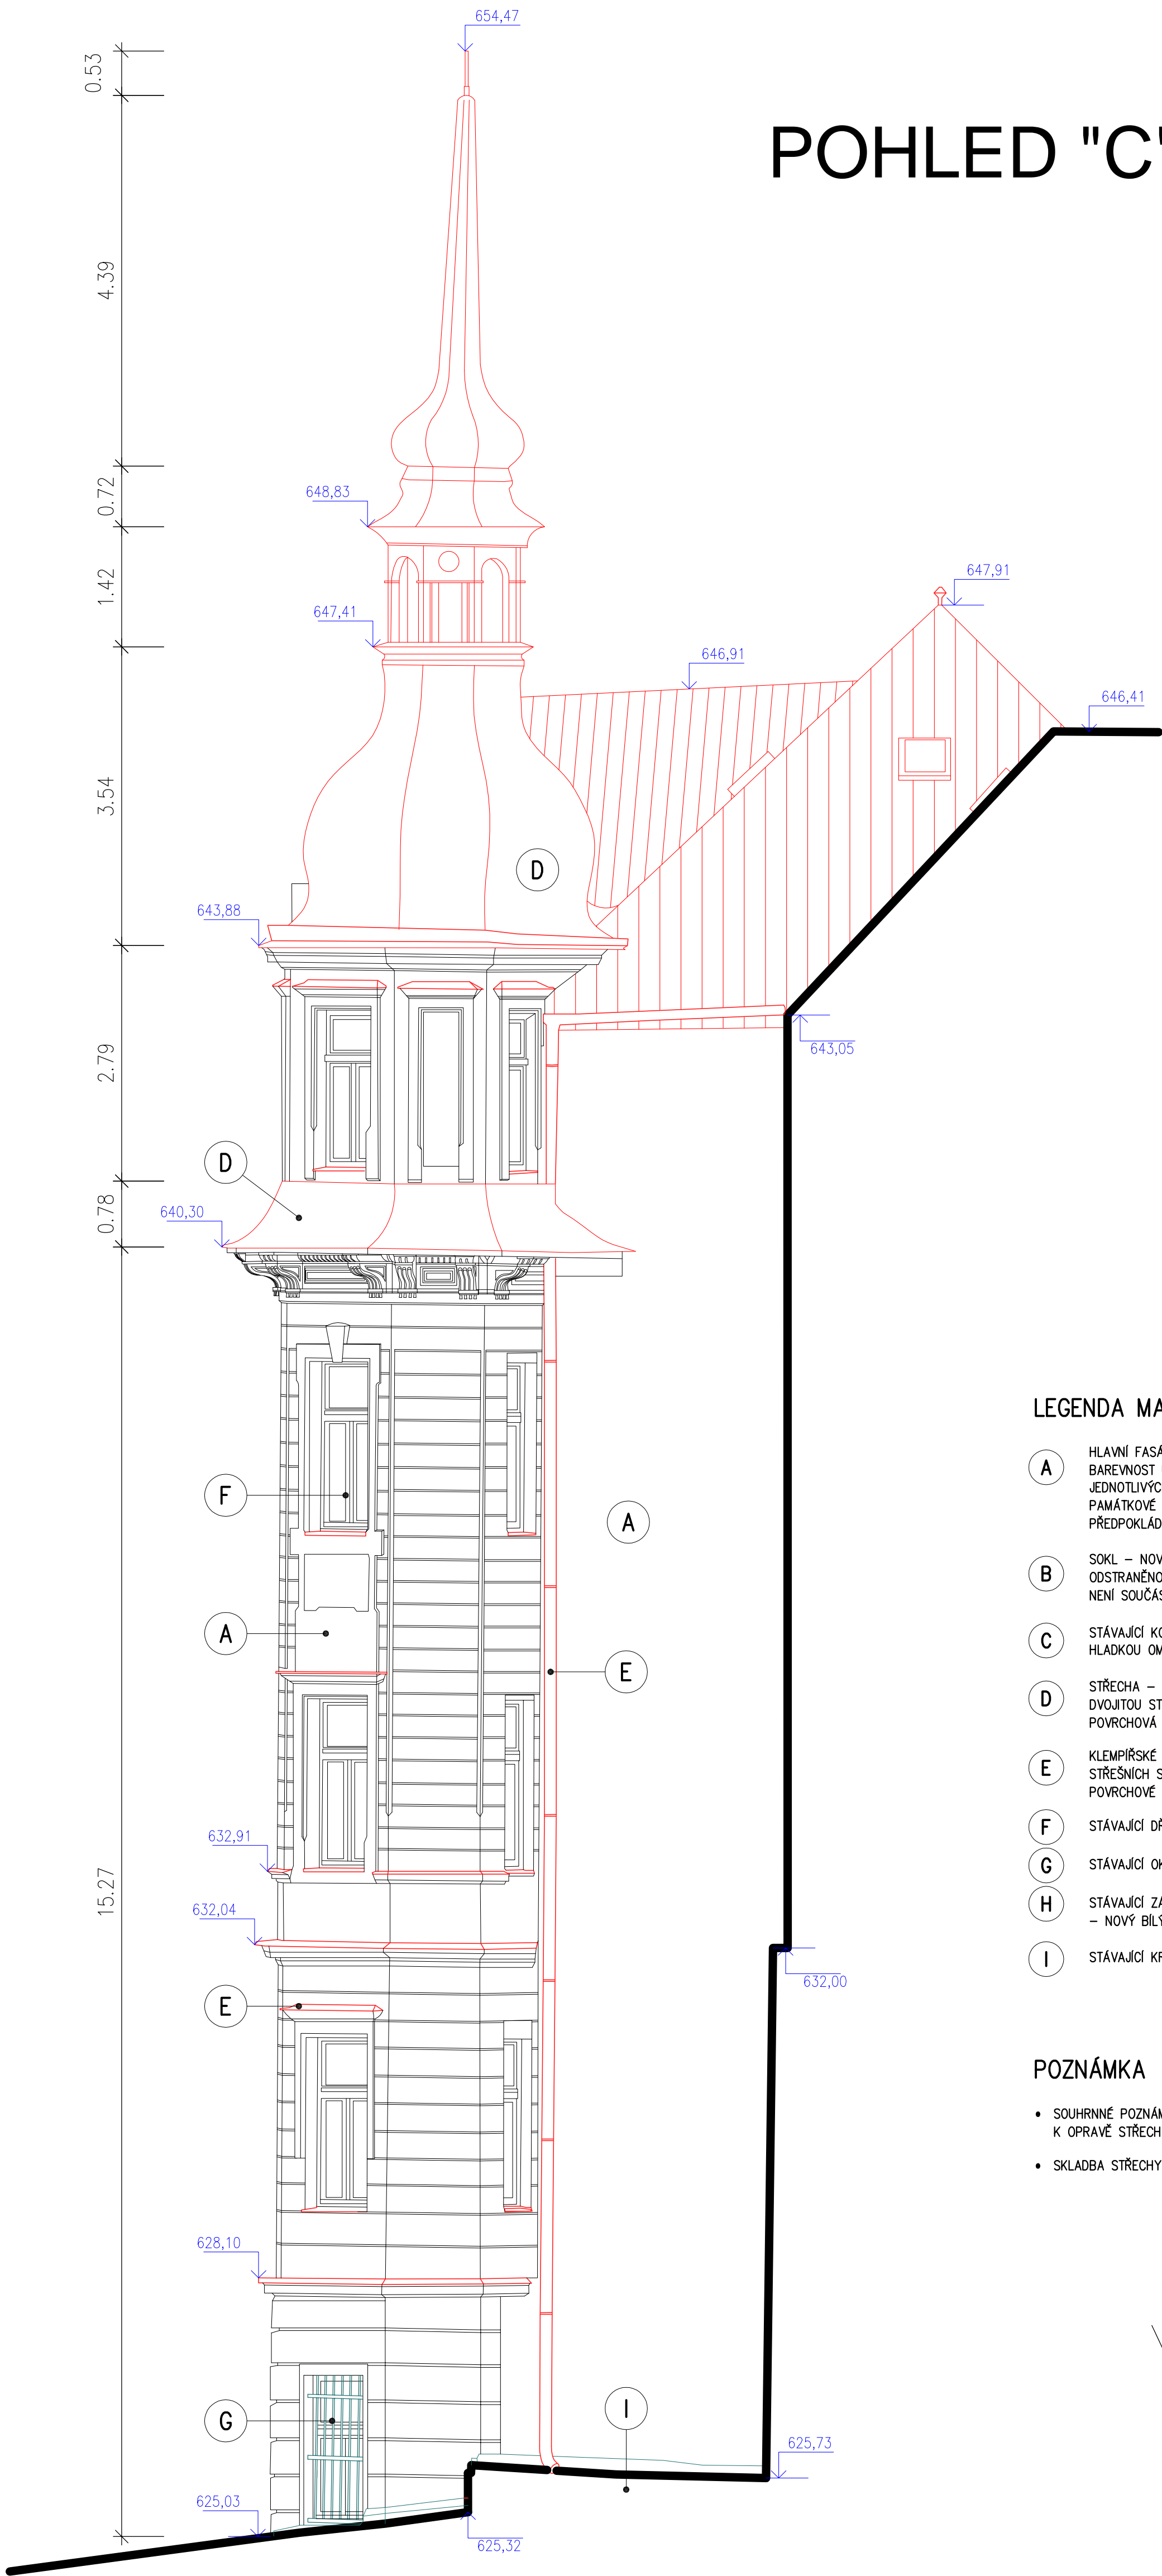 654,47
0.53
POHLED "C"
4.39
0.72
648,83
1.42
647,41
647,91
646,91
646,41
3.54
D
643,88
2.79
643,05
D
0.78
640,30
LEGENDA MA
A
HLAVNÍ FASÁ
BAREVNOST
JEDNOTLIVÝC
PAMÁTKOVÉ
PŘEDPOKLÁD
F
A
B
SOKL – NOV
ODSTRANĚNO
NENÍ SOUČÁS
A
C
STÁVAJÍCÍ KO
HLADKOU OM
E
D
STŘECHA –
DVOJITOU ST
POVRCHOVÁ
E
KLEMPÍŘSKÉ
STŘEŠNÍCH S
POVRCHOVÉ
F
STÁVAJÍCÍ DŘ
632,91
G
STÁVAJÍCÍ OK
15.27
H
STÁVAJÍCÍ ZÁ
– NOVÝ BÍLÝ
632,04
I
STÁVAJÍCÍ KŘ
632,00
E
POZNÁMKA
• SOUHRNNÉ POZNÁM
K OPRAVĚ STŘECH
• SKLADBA STŘECHY
628,10
I
G
625,73
625,03
625,32